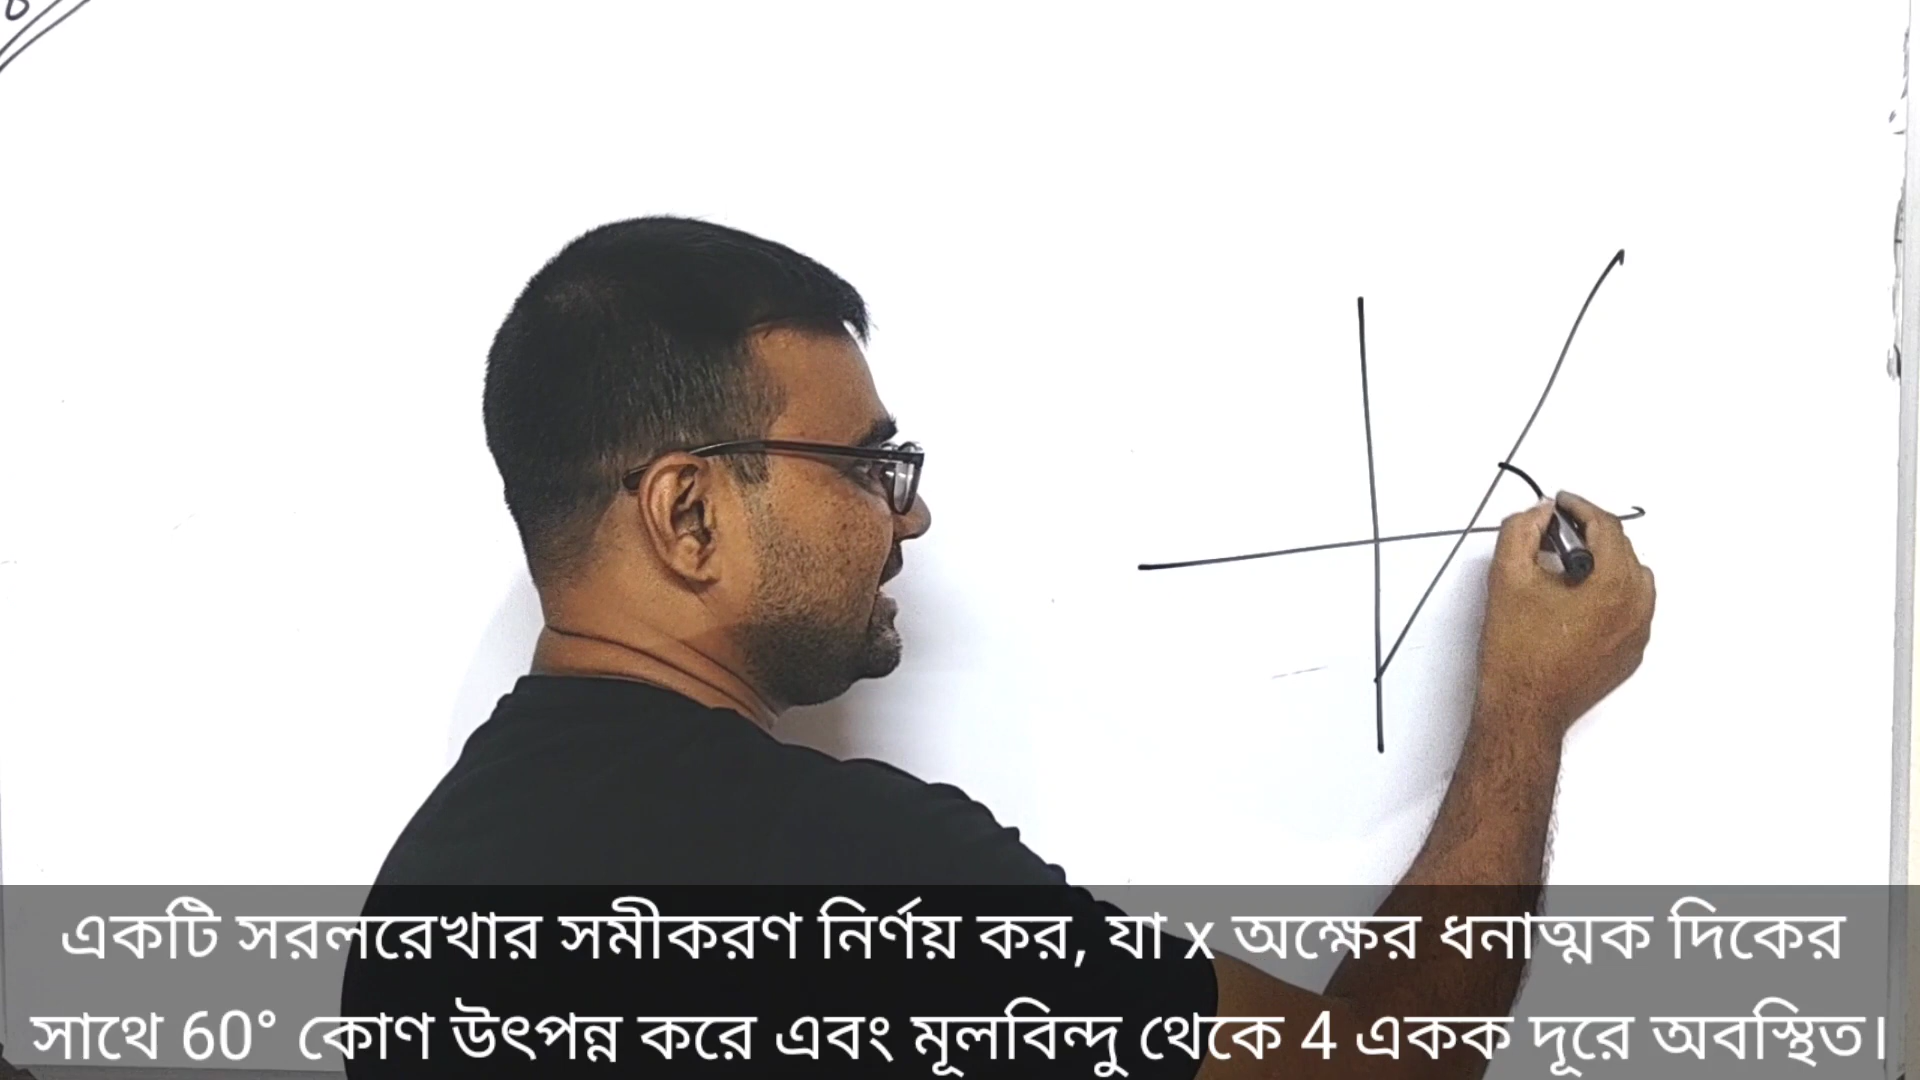 একটি সরলরেখার সমীকরণ নির্ণয় কর, যা x অক্ষের ধনাত্মক দিকের
সাথে 60° কোণ উৎপন্ন করে এবং মূলবিন্দু থেকে 4 একক দূরে অবস্থিত।